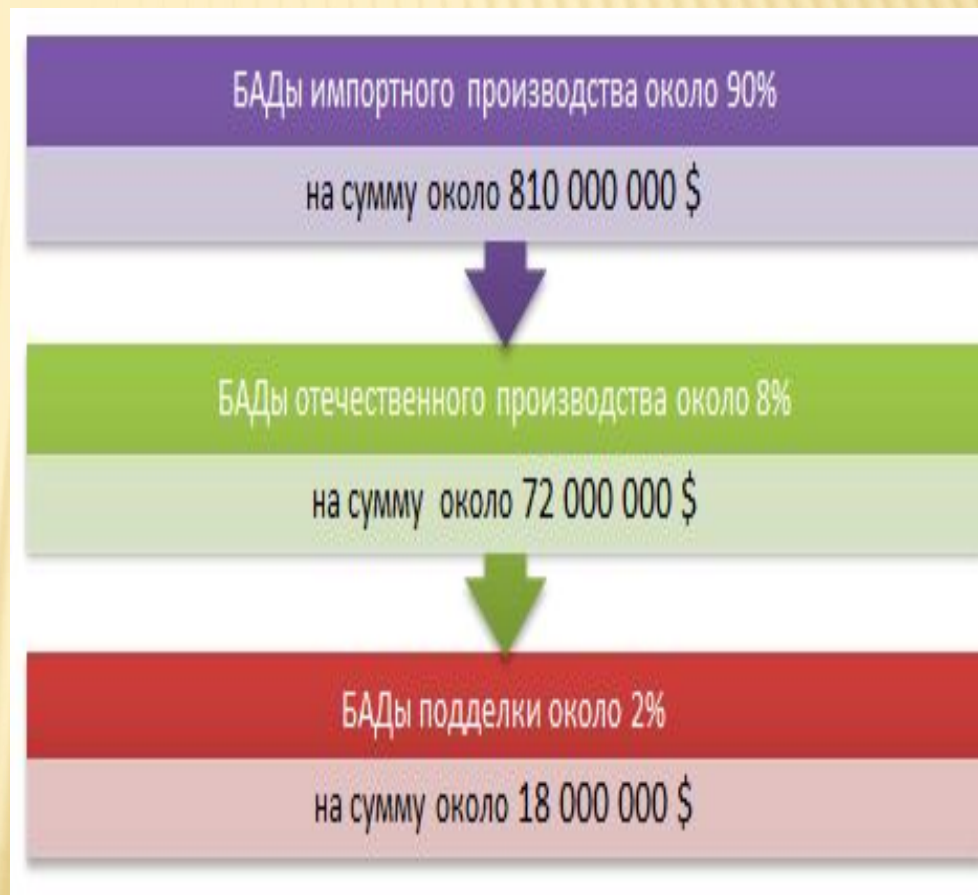 БАДы импортного производства около 90%
на сумму около 810 000 000 $
БАДы отечественного производства около 8%
на сумму около 72 000 000 $
БАДы подделки около 2%
на сумму около 18 000 000 $